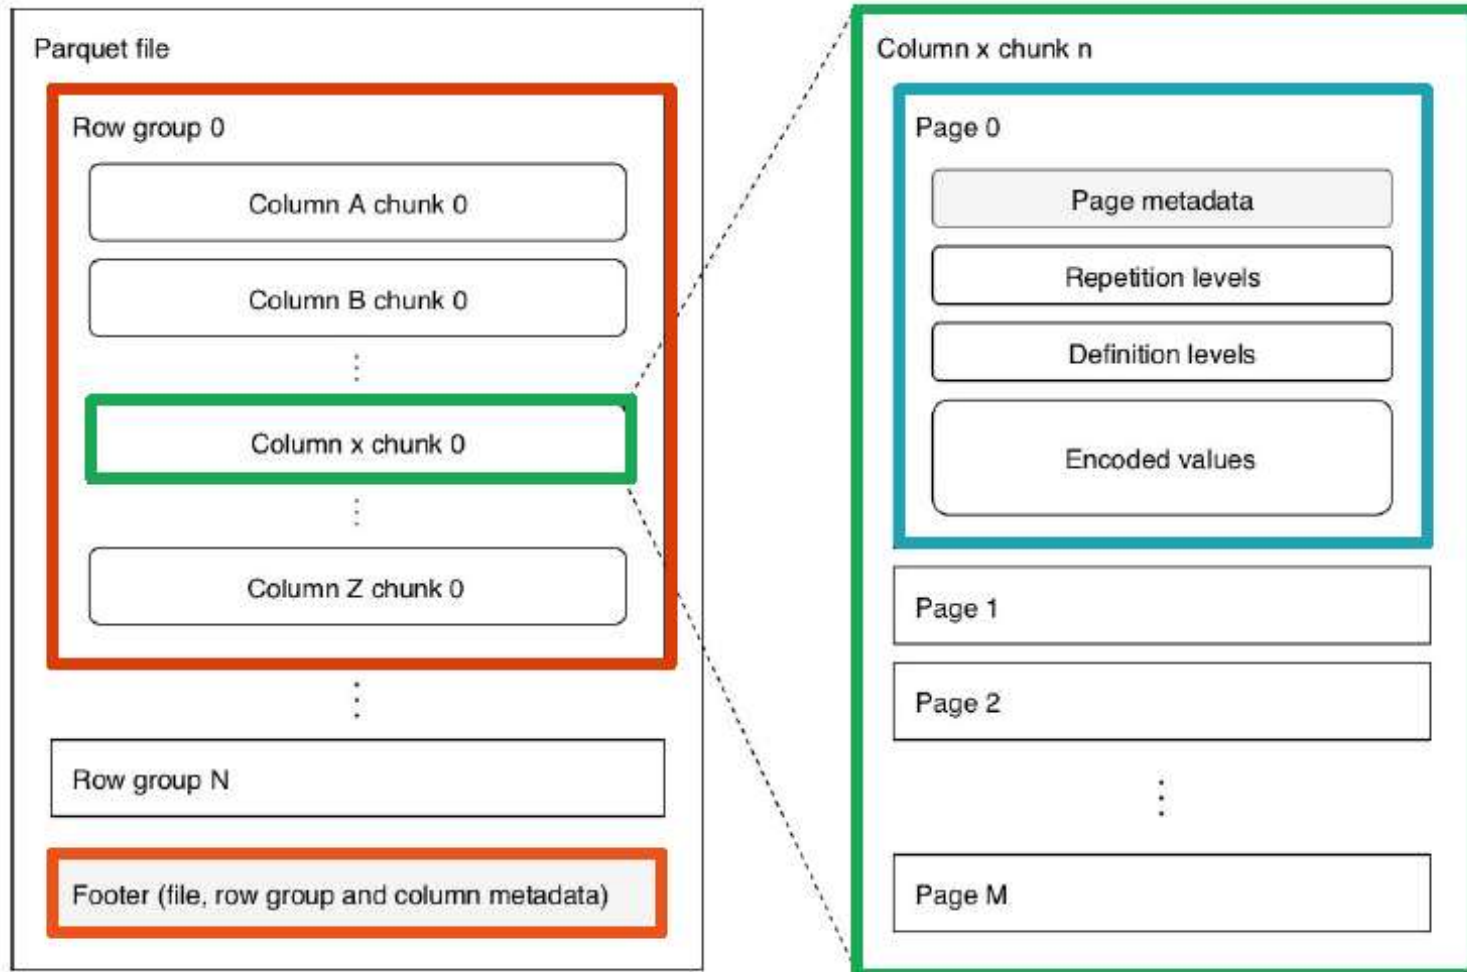 Parquet file
Row group 0
Column A chunk 0
Column B chunk 0
Column x chunk 0
Column Z chunk 0
Row group N
Footer (file, row group and column metadata)
Column x chunk n
Page 0
Page metadata
Repetition levels
Definition levels
Encoded values
Page 1
Page 2
Page M